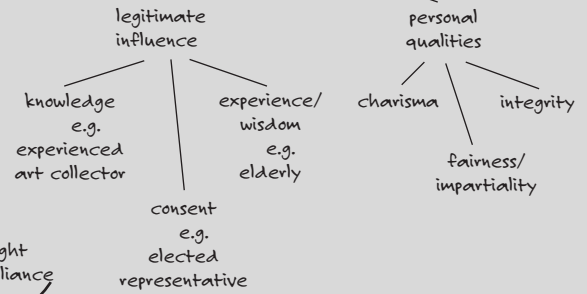 legitimate
influence
knowledge
e.g.
experienced
art collector
consent
e.g.
elected
representative
experience/
wisdom
e.g.
elderly
personal
qualities
charisma
fairness/
impartiality
integrity
ght
liance